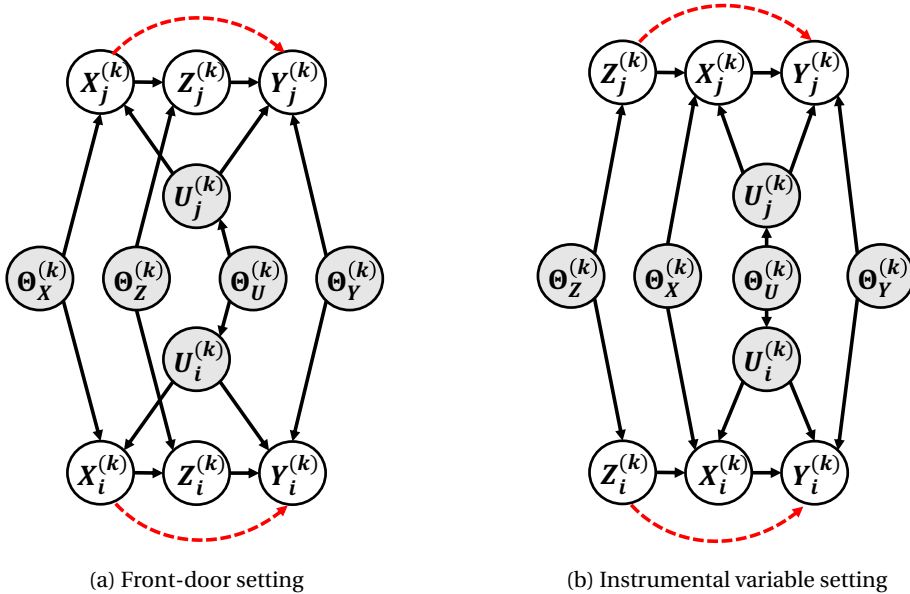 X_j^(k) Z_j^(k) Y_j^(k)
U_j^(k)
Θ_X^(k) Θ_Z^(k) Θ_U^(k) Θ_Y^(k)
U_i^(k)
X_i^(k) Z_i^(k) Y_i^(k)
(a) Front-door setting
Z_j^(k) X_j^(k) Y_j^(k)
U_j^(k)
Θ_Z^(k) Θ_X^(k) Θ_U^(k) Θ_Y^(k)
U_i^(k)
Z_i^(k) X_i^(k) Y_i^(k)
(b) Instrumental variable setting